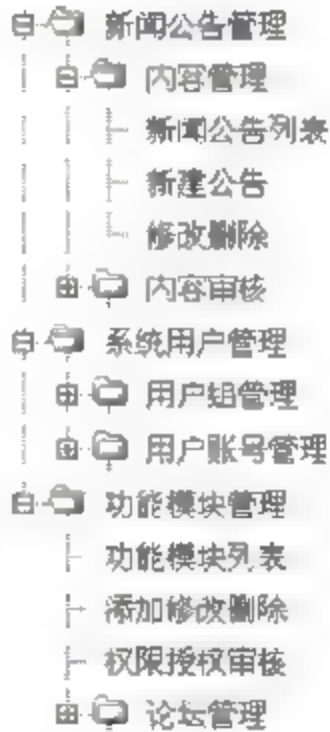 新闻公告管理
内容管理
新闻公告列表
新建公告
修改删除
内容审核
系统用户管理
用户组管理
用户账号管理
功能模块管理
功能模块列表
添加修改删除
权限授权审核
论坛管理